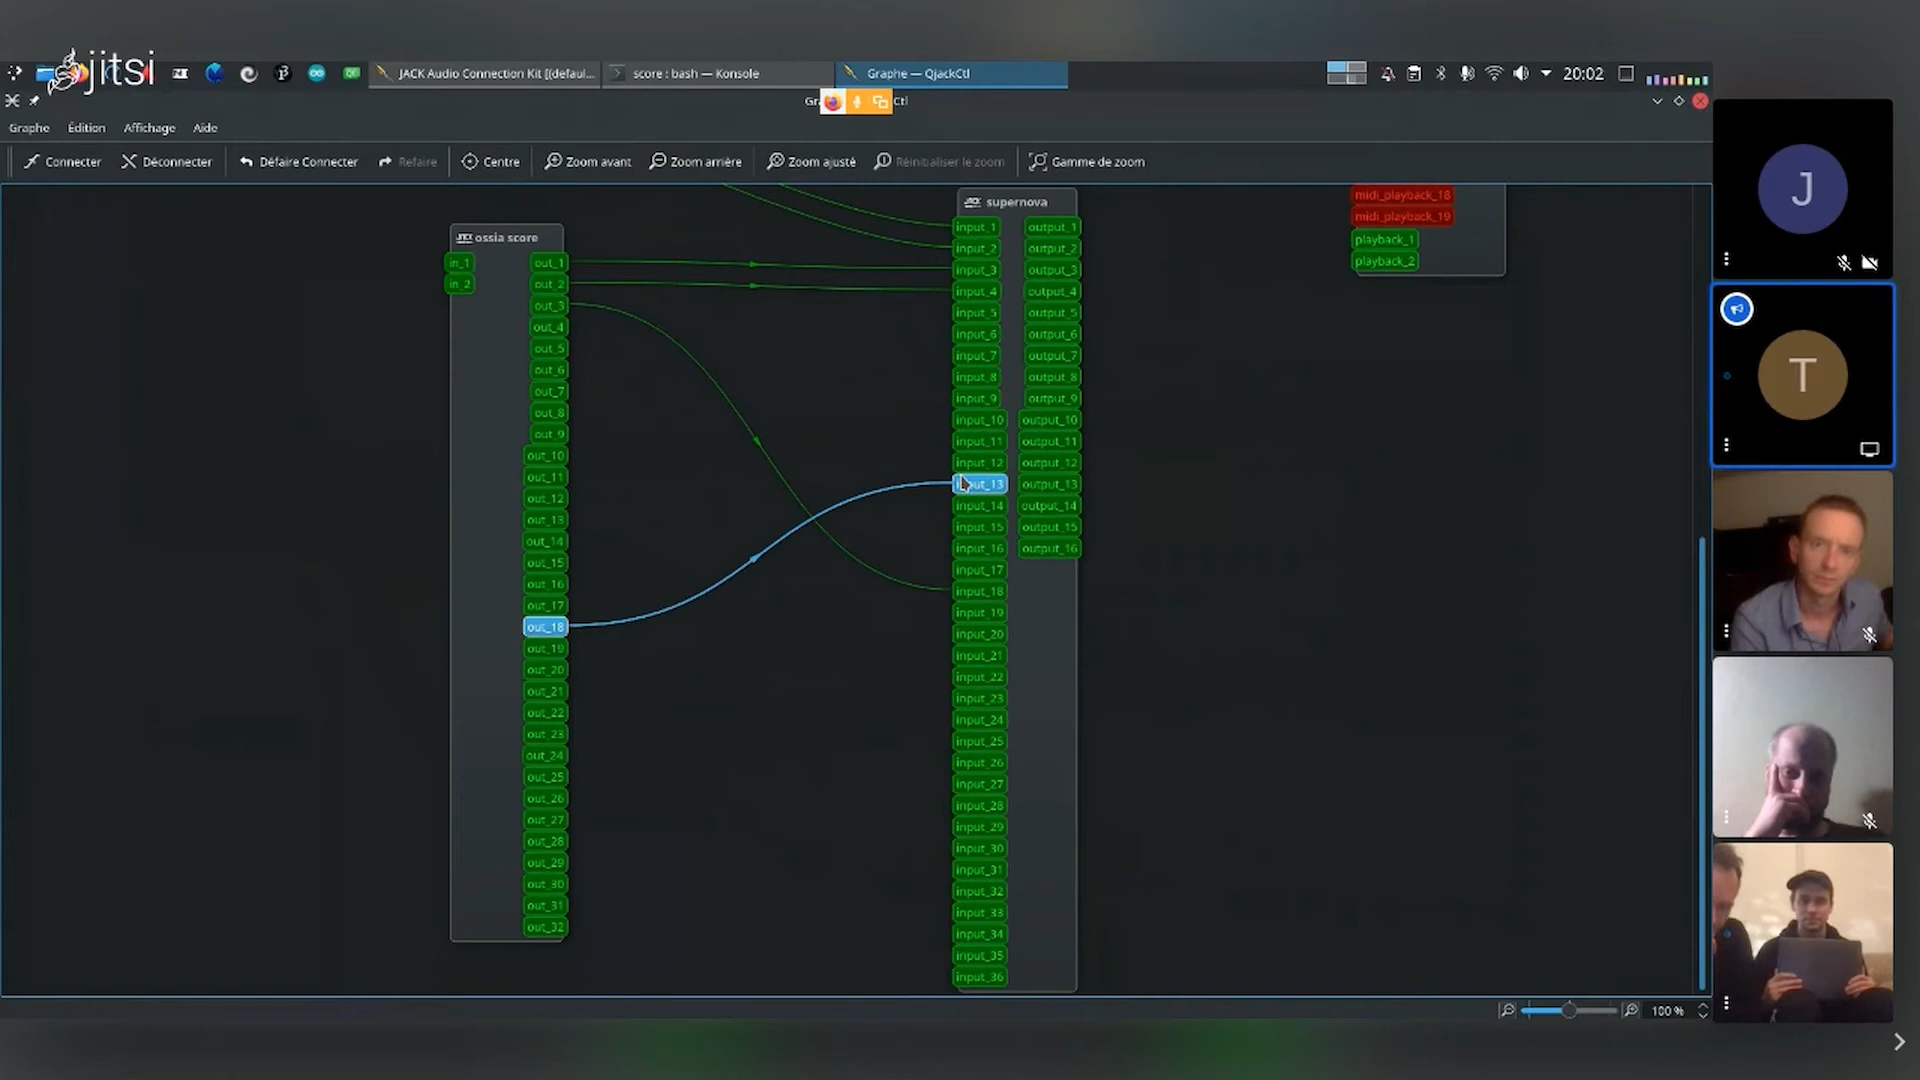 jitsi
JACK Audio Connection Kit [(defaul...
score : bash — Konsole
Graphe — QjackCtl
20:02
Graphe
Édition
Affichage
Aide
Connecter
Déconnecter
Défaire Connecter
Refaire
Centre
Zoom avant
Zoom arrière
Zoom ajusté
Réinitialiser le zoom
Gamme de zoom
ossia score
in_1
in_2
out_1
out_2
out_3
out_4
out_5
out_6
out_7
out_8
out_9
out_10
out_11
out_12
out_13
out_14
out_15
out_16
out_17
out_18
out_19
out_20
out_21
out_22
out_23
out_24
out_25
out_26
out_27
out_28
out_29
out_30
out_31
out_32
supernova
input_1
input_2
input_3
input_4
input_5
input_6
input_7
input_8
input_9
input_10
input_11
input_12
input_13
input_14
input_15
input_16
input_17
input_18
input_19
input_20
input_21
input_22
input_23
input_24
input_25
input_26
input_27
input_28
input_29
input_30
input_31
input_32
input_33
input_34
input_35
input_36
output_1
output_2
output_3
output_4
output_5
output_6
output_7
output_8
output_9
output_10
output_11
output_12
output_13
output_14
output_15
output_16
midi_playback_18
midi_playback_19
playback_1
playback_2
J
T
100 %